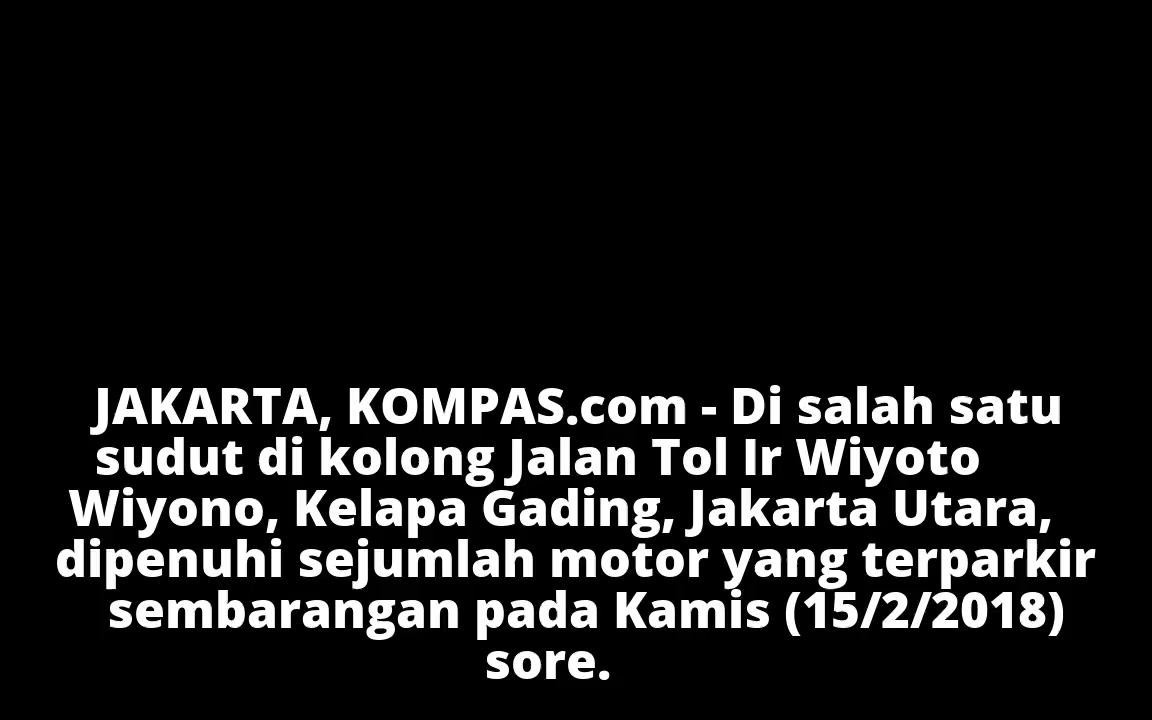 JAKARTA, KOMPAS.com - Di salah satu
sudut di kolong Jalan Tol Ir Wiyoto
Wiyono, Kelapa Gading, Jakarta Utara,
dipenuhi sejumlah motor yang terparkir
sembarangan pada Kamis (15/2/2018)
sore.